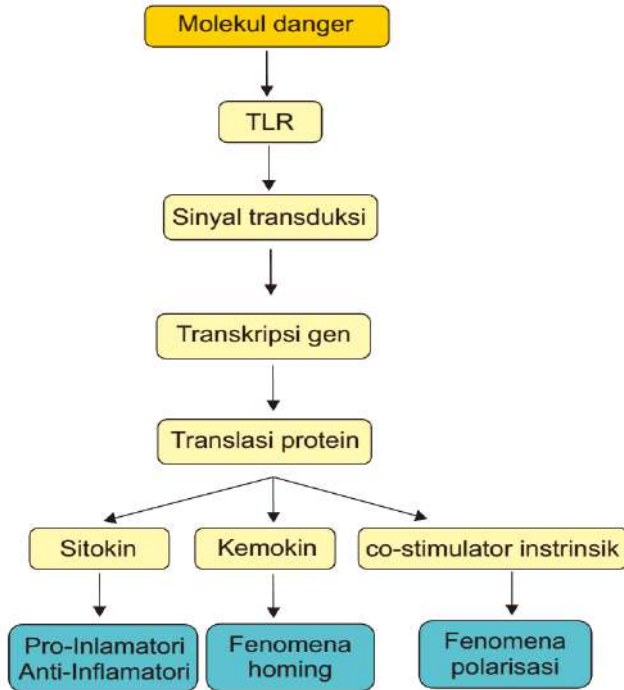 Molekul danger
TLR
Sinyal transduksi
Transkripsi gen
Translasi protein
Sitokin
Kemokin
co-stimulator instrinsik
Pro-Inlamatori
Anti-Inflamatori
Fenomena
homing
Fenomena
polarisasi